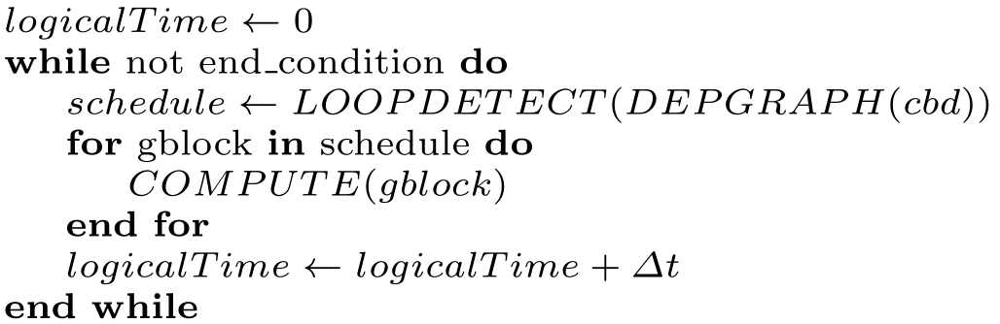 logicalTime ← 0
while not end_condition do
schedule ← LOOPDETECT(DEPGRAPH(cbd))
for gblock in schedule do
COMPUTE(gblock)
end for
logicalTime ← logicalTime + Δt
end while